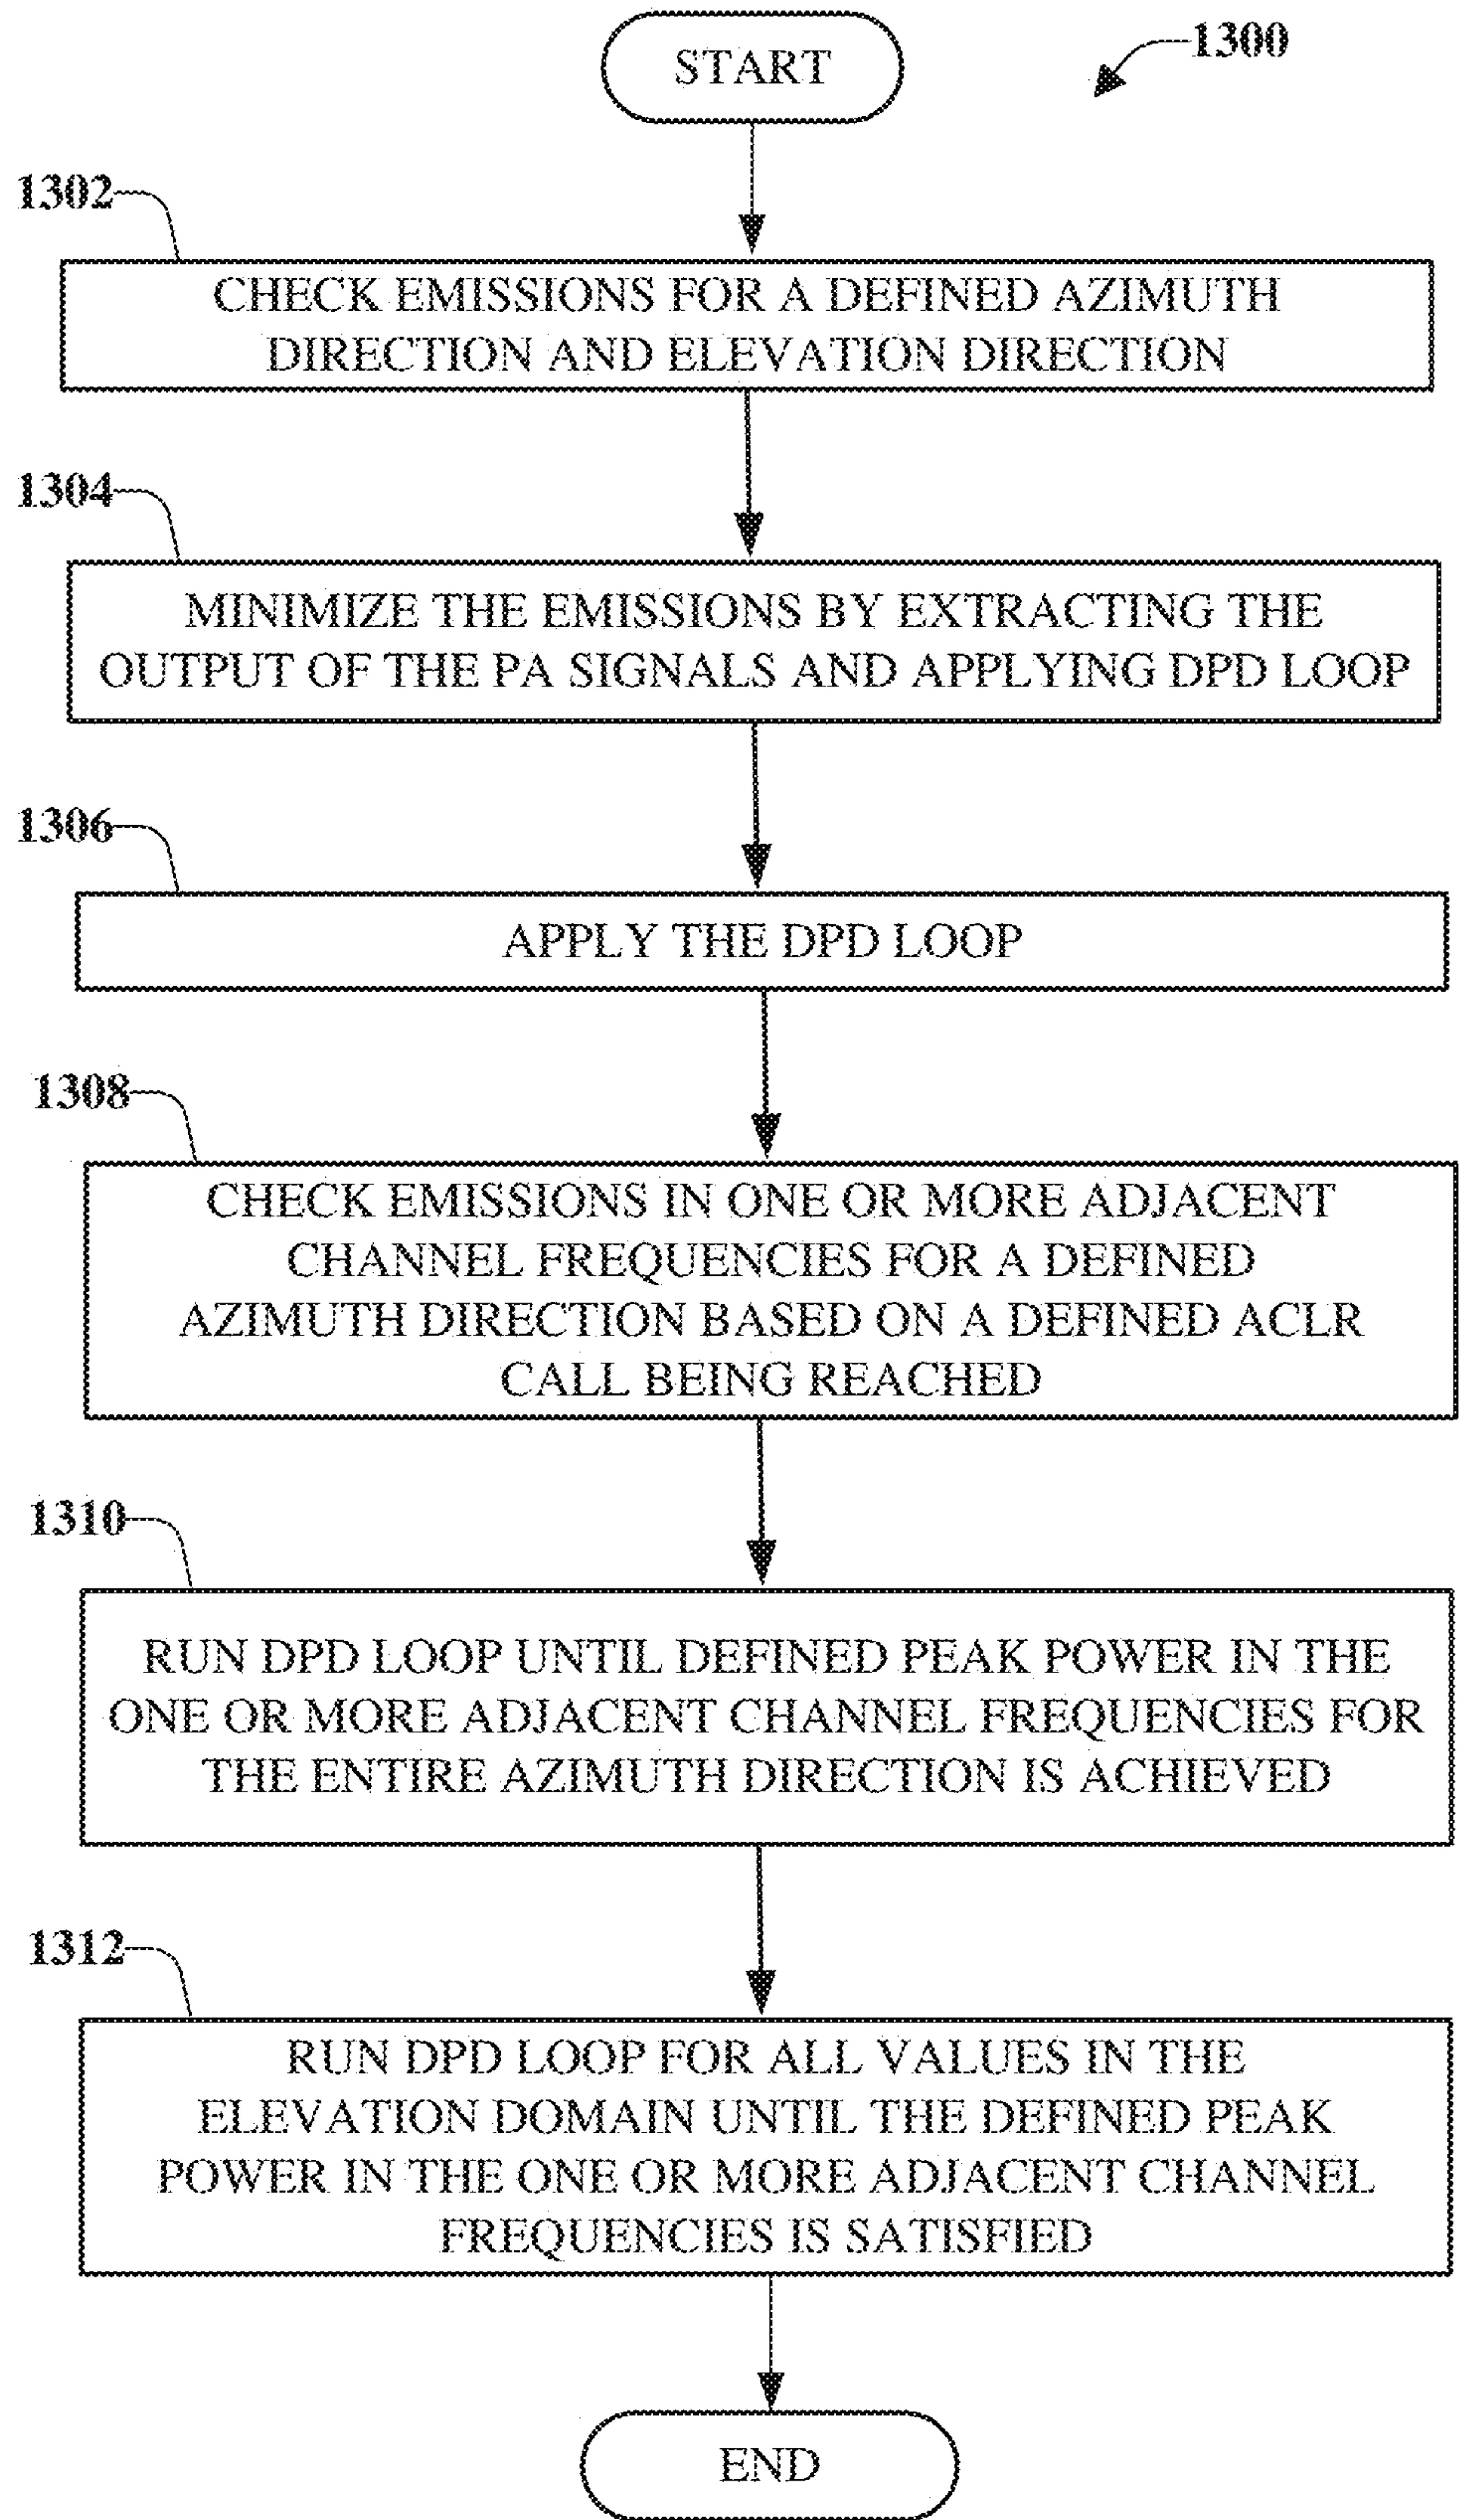 START
1300
1302
CHECK EMISSIONS FOR A DEFINED AZIMUTH
DIRECTION AND ELEVATION DIRECTION
1304
MINIMIZE THE EMISSIONS BY EXTRACTING THE
OUTPUT OF THE PA SIGNALS AND APPLYING DPD LOOP
1306
APPLY THE DPD LOOP
1308
CHECK EMISSIONS IN ONE OR MORE ADJACENT
CHANNEL FREQUENCIES FOR A DEFINED
AZIMUTH DIRECTION BASED ON A DEFINED ACLR
CALL BEING REACHED
1310
RUN DPD LOOP UNTIL DEFINED PEAK POWER IN THE
ONE OR MORE ADJACENT CHANNEL FREQUENCIES FOR
THE ENTIRE AZIMUTH DIRECTION IS ACHIEVED
1312
RUN DPD LOOP FOR ALL VALUES IN THE
ELEVATION DOMAIN UNTIL THE DEFINED PEAK
POWER IN THE ONE OR MORE ADJACENT CHANNEL
FREQUENCIES IS SATISFIED
END